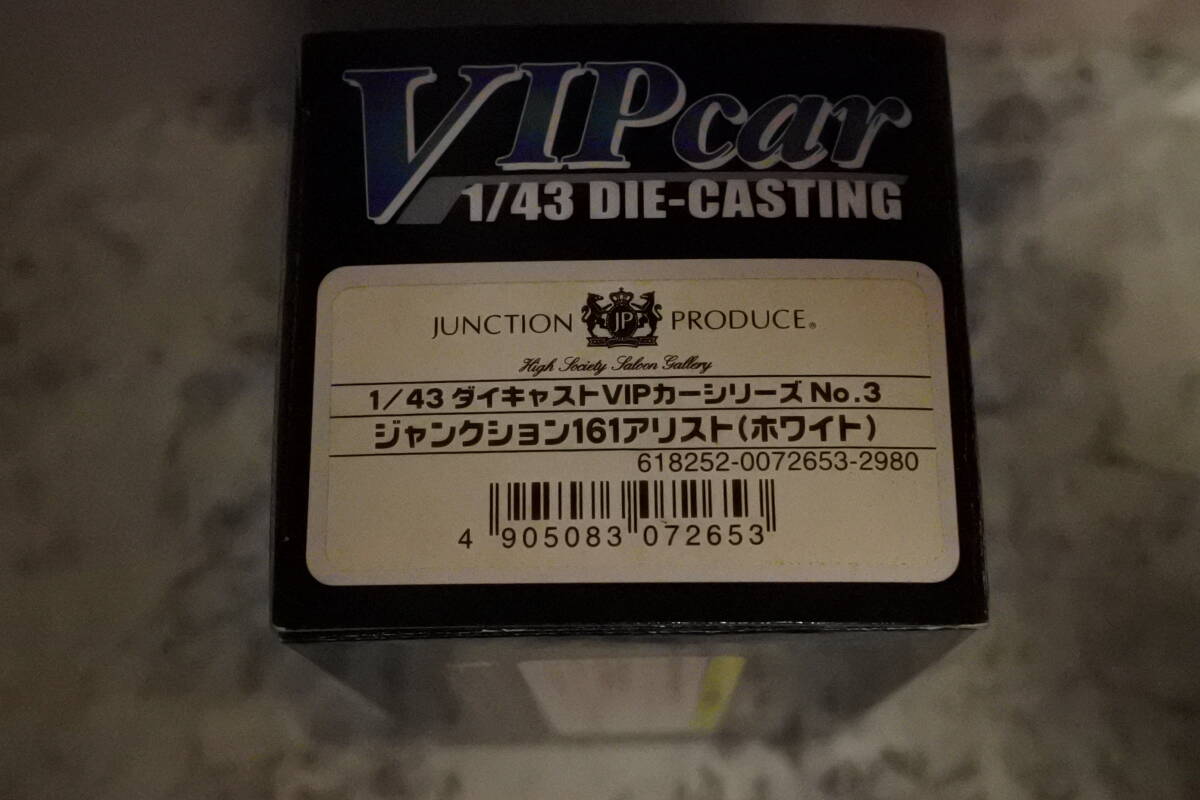 VIPcar
1/43 DIE-CASTING
JUNCTION JP PRODUCE®
High Society Saloon Gallery
1/43 ダイキャストVIPカーシリーズ No.3
ジャンクション161アリスト(ホワイト)
618252-0072653-2980
4 905083 072653